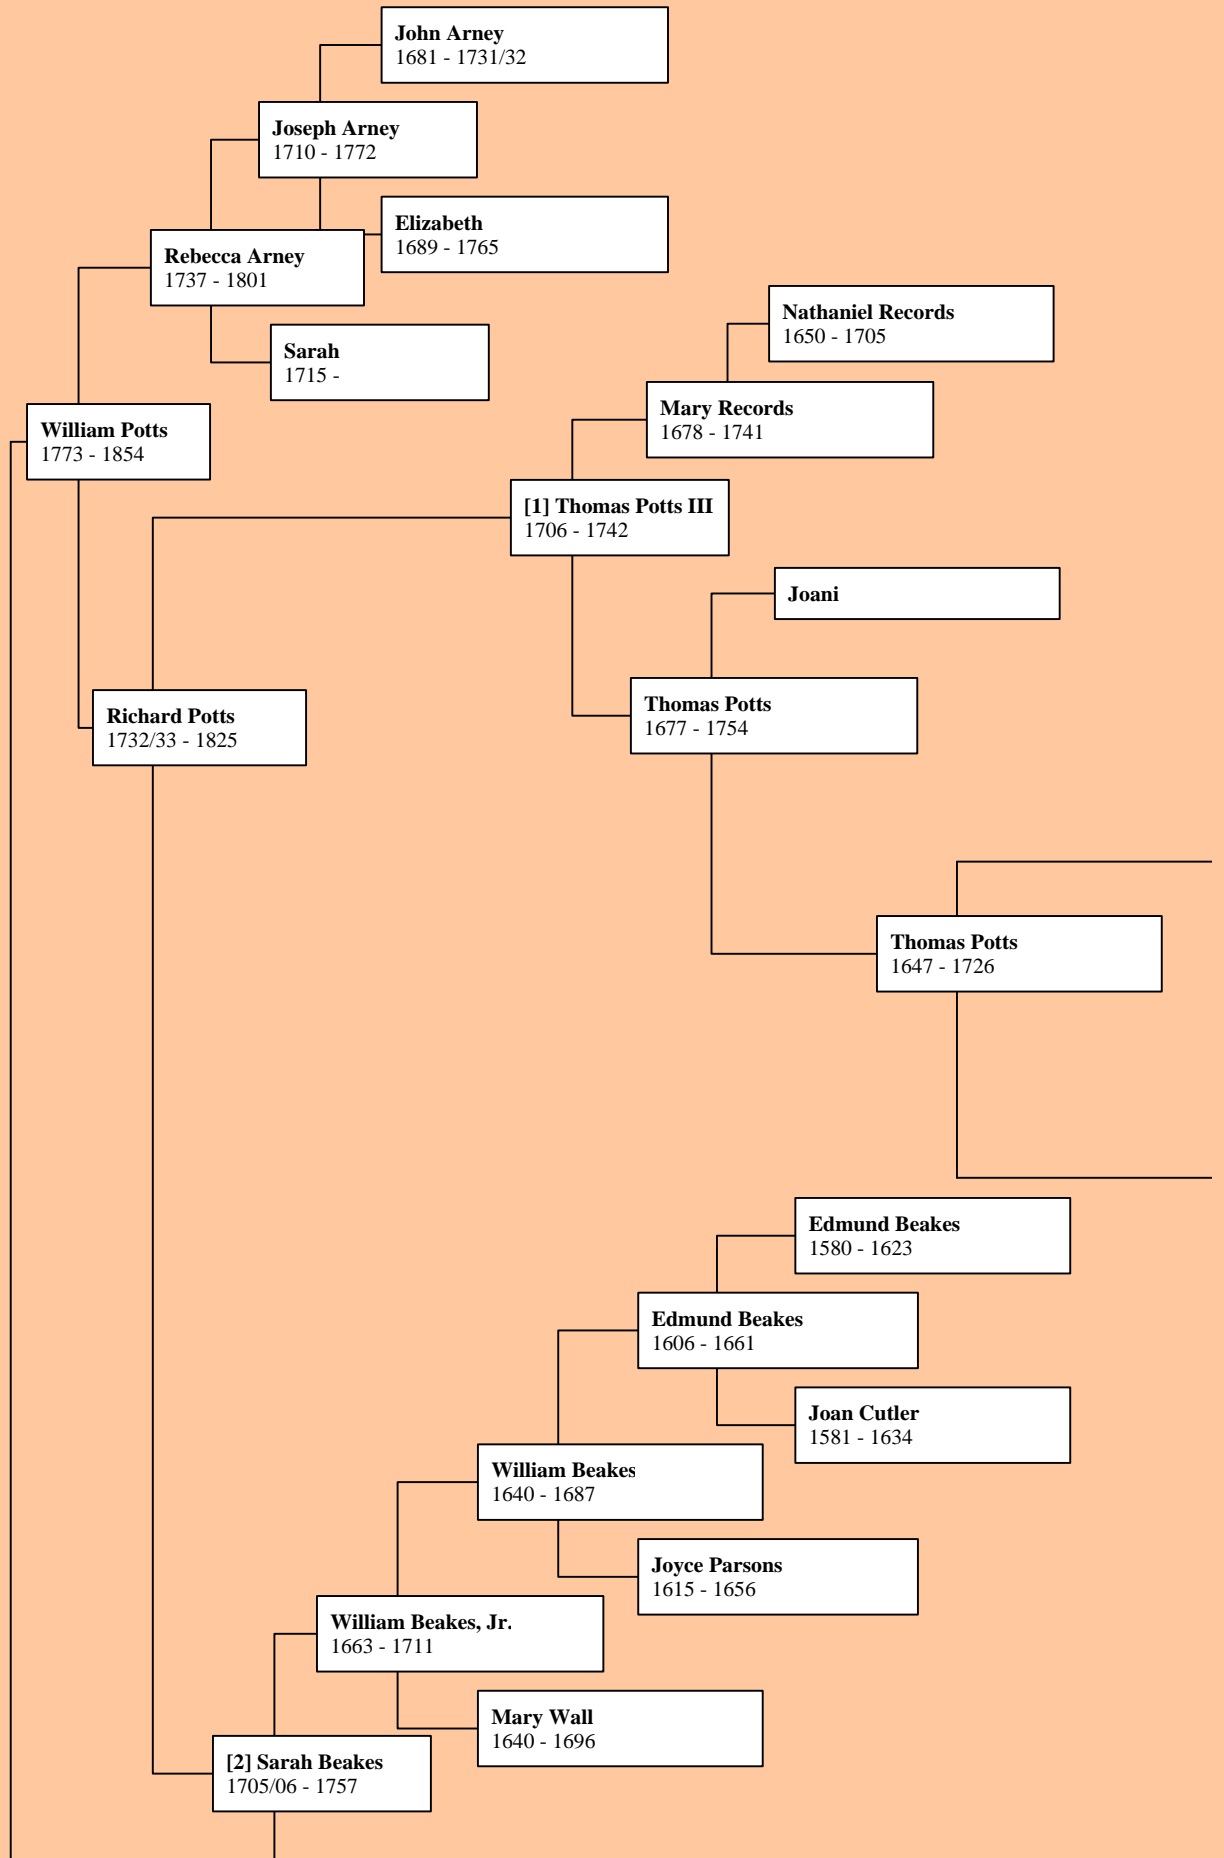 John Arney
1681 - 1731/32
Joseph Arney
1710 - 1772
Elizabeth
1689 - 1765
Rebecca Arney
1737 - 1801
Nathaniel Records
1650 - 1705
Sarah
1715 -
Mary Records
1678 - 1741
William Potts
1773 - 1854
[1] Thomas Potts III
1706 - 1742
Joani
Thomas Potts
1677 - 1754
Richard Potts
1732/33 - 1825
Thomas Potts
1647 - 1726
Edmund Beakes
1580 - 1623
Edmund Beakes
1606 - 1661
Joan Cutler
1581 - 1634
William Beakes
1640 - 1687
Joyce Parsons
1615 - 1656
William Beakes, Jr.
1663 - 1711
Mary Wall
1640 - 1696
[2] Sarah Beakes
1705/06 - 1757